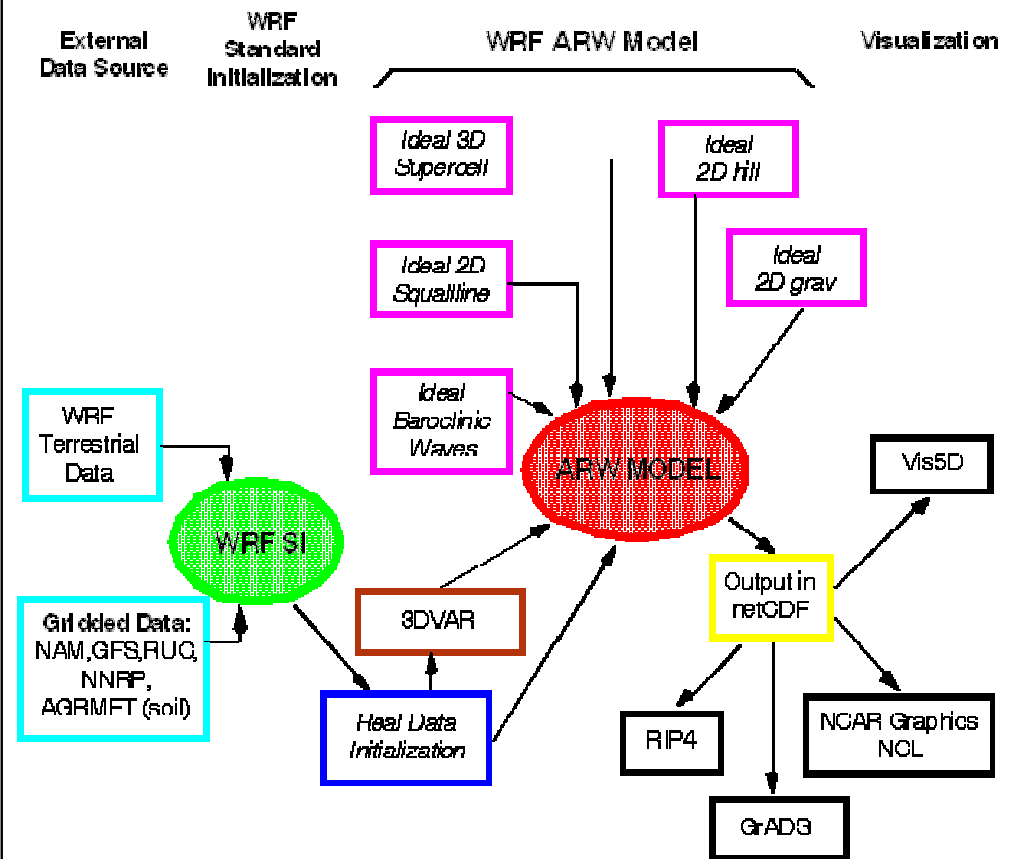 External
Data Source
WRF
Standard
Initialization
WRF ARW Model
Visualization
Ideal 3D
Supercell
Ideal
2D hill
Ideal 2D
Squallline
Ideal
2D grav
Ideal
Baroclinic
Waves
WRF
Terrestrial
Data
ARW MODEL
Vis5D
WRF SI
Output in
netCDF
3DVAR
Gridded Data:
NAM,GFS,RUC,
NNRP,
AGRMET (soil)
Real Data
Initialization
RIP4
NCAR Graphics
NCL
GrADS